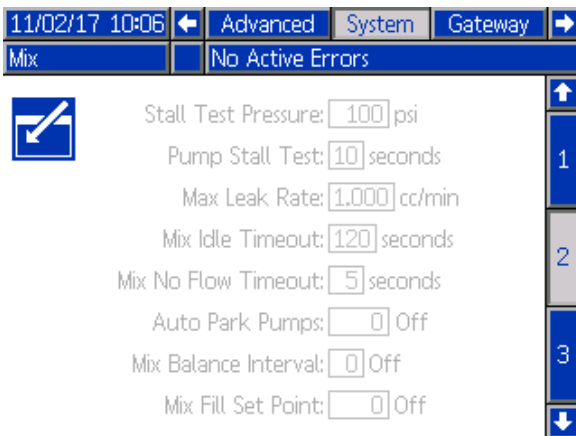 11/02/17 10:06 Advanced System Gateway
Mix No Active Errors
Stall Test Pressure: 100 psi
1
Pump Stall Test: 10 seconds
Max Leak Rate: 1.000 cc/min
Mix Idle Timeout: 120 seconds
2
Mix No Flow Timeout: 5 seconds
Auto Park Pumps: 0 Off
3
Mix Balance Interval: 0 Off
Mix Fill Set Point: 0 Off